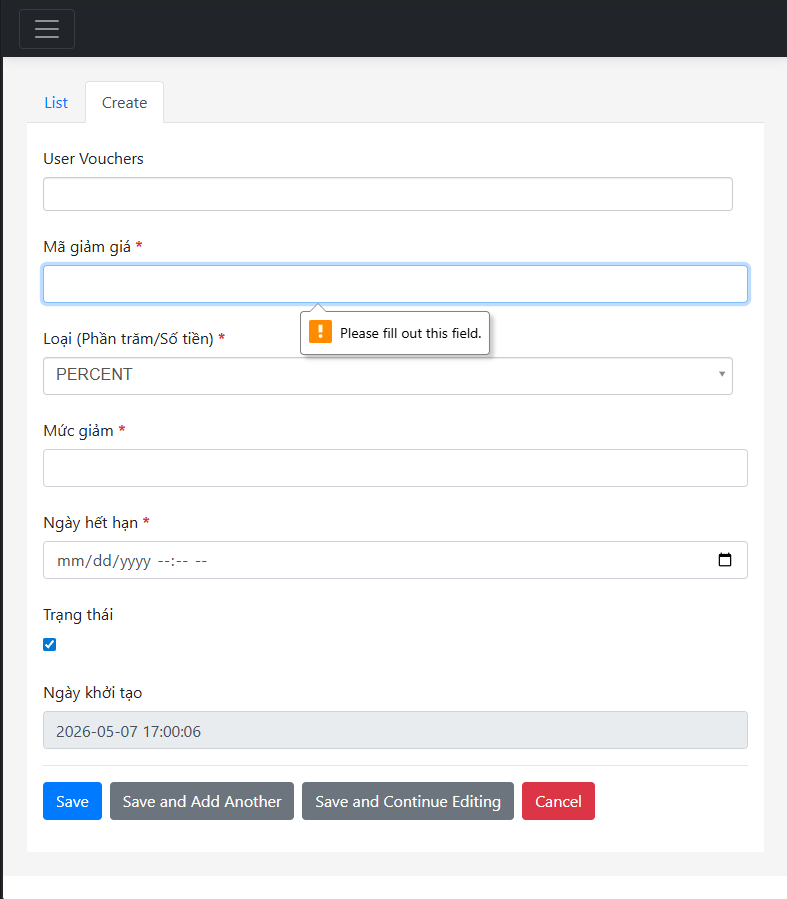 List
Create
User Vouchers
Mã giảm giá *
Please fill out this field.
Loại (Phần trăm/Số tiền) *
PERCENT
Mức giảm *
Ngày hết hạn *
mm/dd/yyyy --:-- --
Trạng thái
Ngày khởi tạo
2026-05-07 17:00:06
Save
Save and Add Another
Save and Continue Editing
Cancel